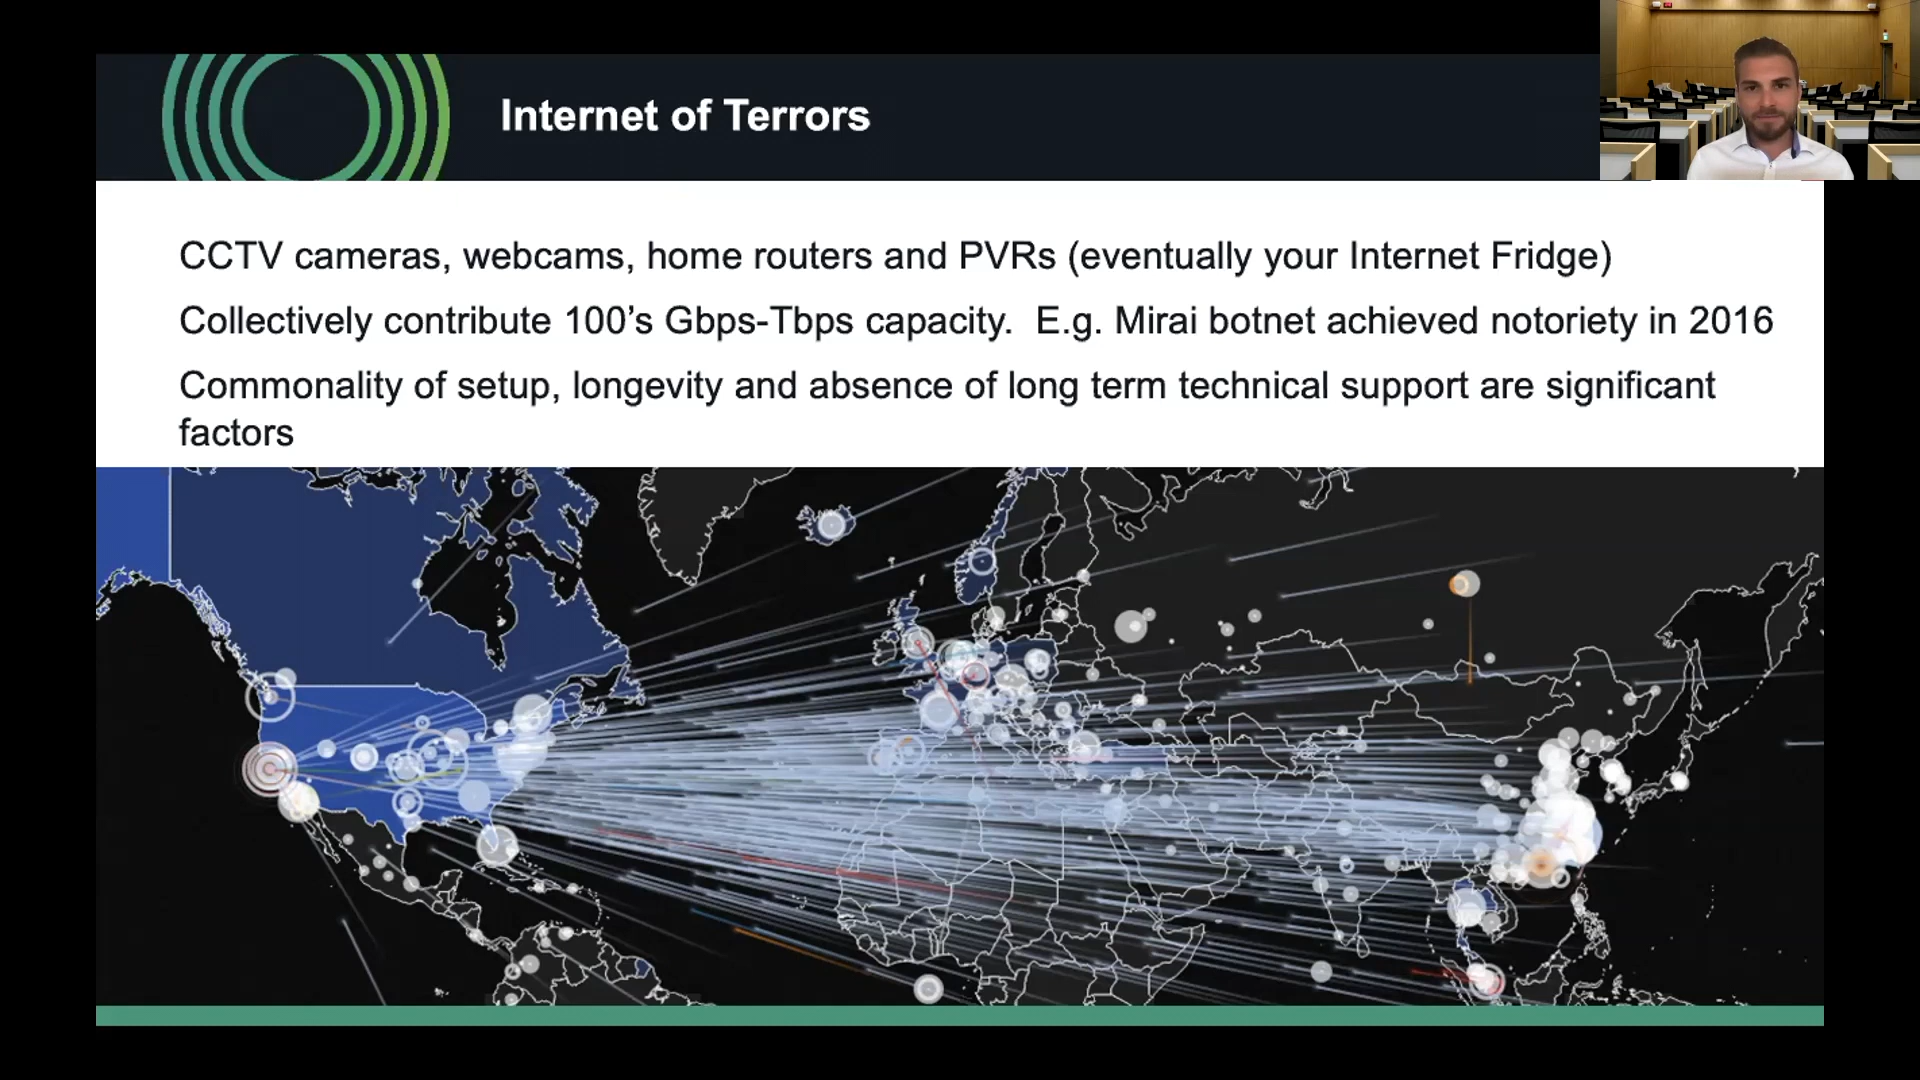 Internet of Terrors
CCTV cameras, webcams, home routers and PVRs (eventually your Internet Fridge)
Collectively contribute 100’s Gbps-Tbps capacity.  E.g. Mirai botnet achieved notoriety in 2016
Commonality of setup, longevity and absence of long term technical support are significant
factors